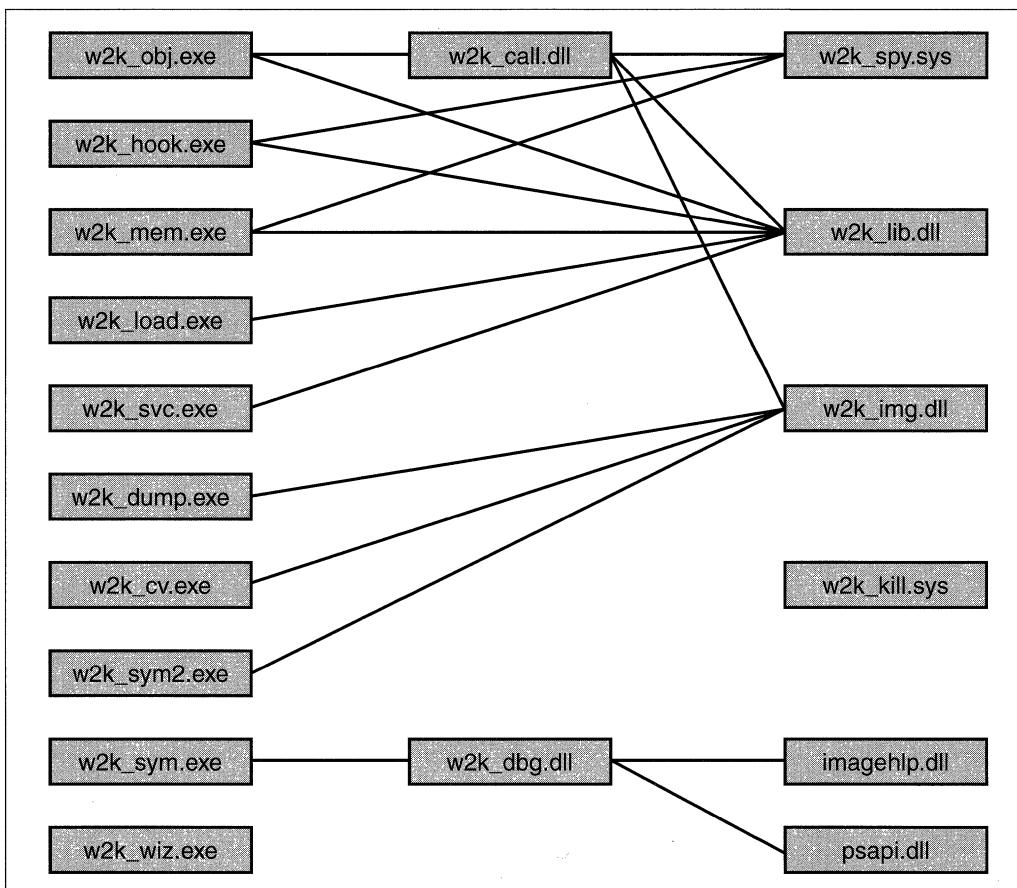 w2k_obj.exe
w2k_call.dll
w2k_spy.sys
w2k_hook.exe
w2k_mem.exe
w2k_lib.dll
w2k_load.exe
w2k_svc.exe
w2k_img.dll
w2k_dump.exe
w2k_cv.exe
w2k_kill.sys
w2k_sym2.exe
w2k_sym.exe
w2k_dbg.dll
imagehlp.dll
w2k_wiz.exe
psapi.dll